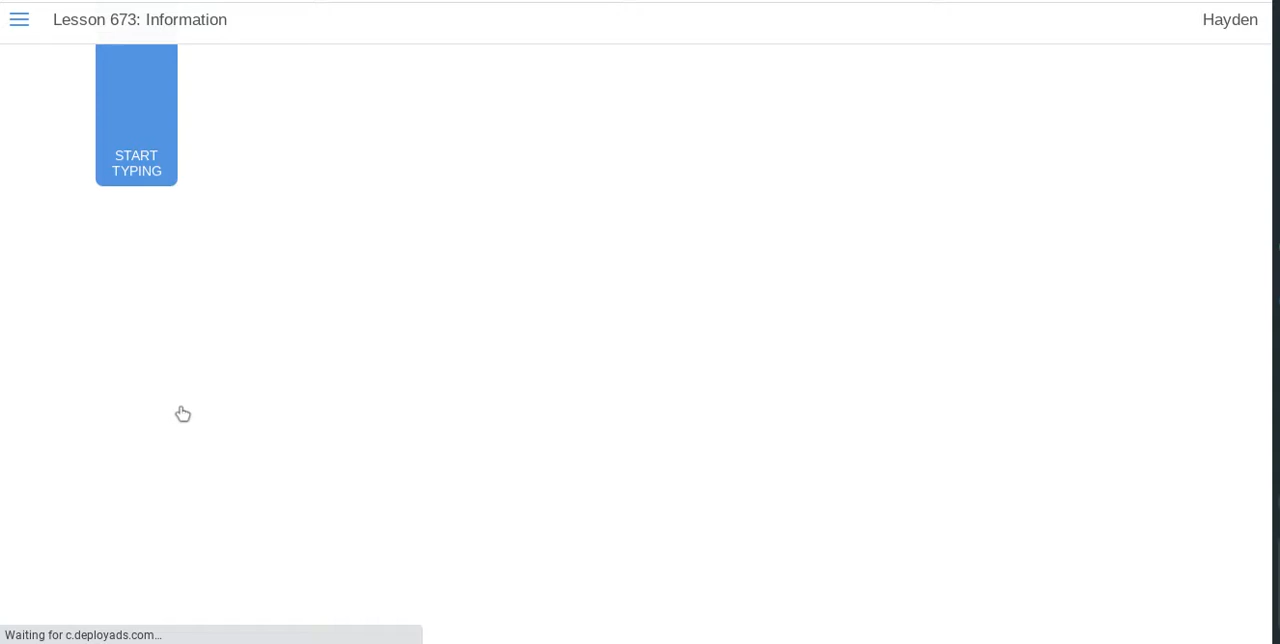 Lesson 673: Information
Hayden
START
TYPING
Waiting for c.deployads.com...